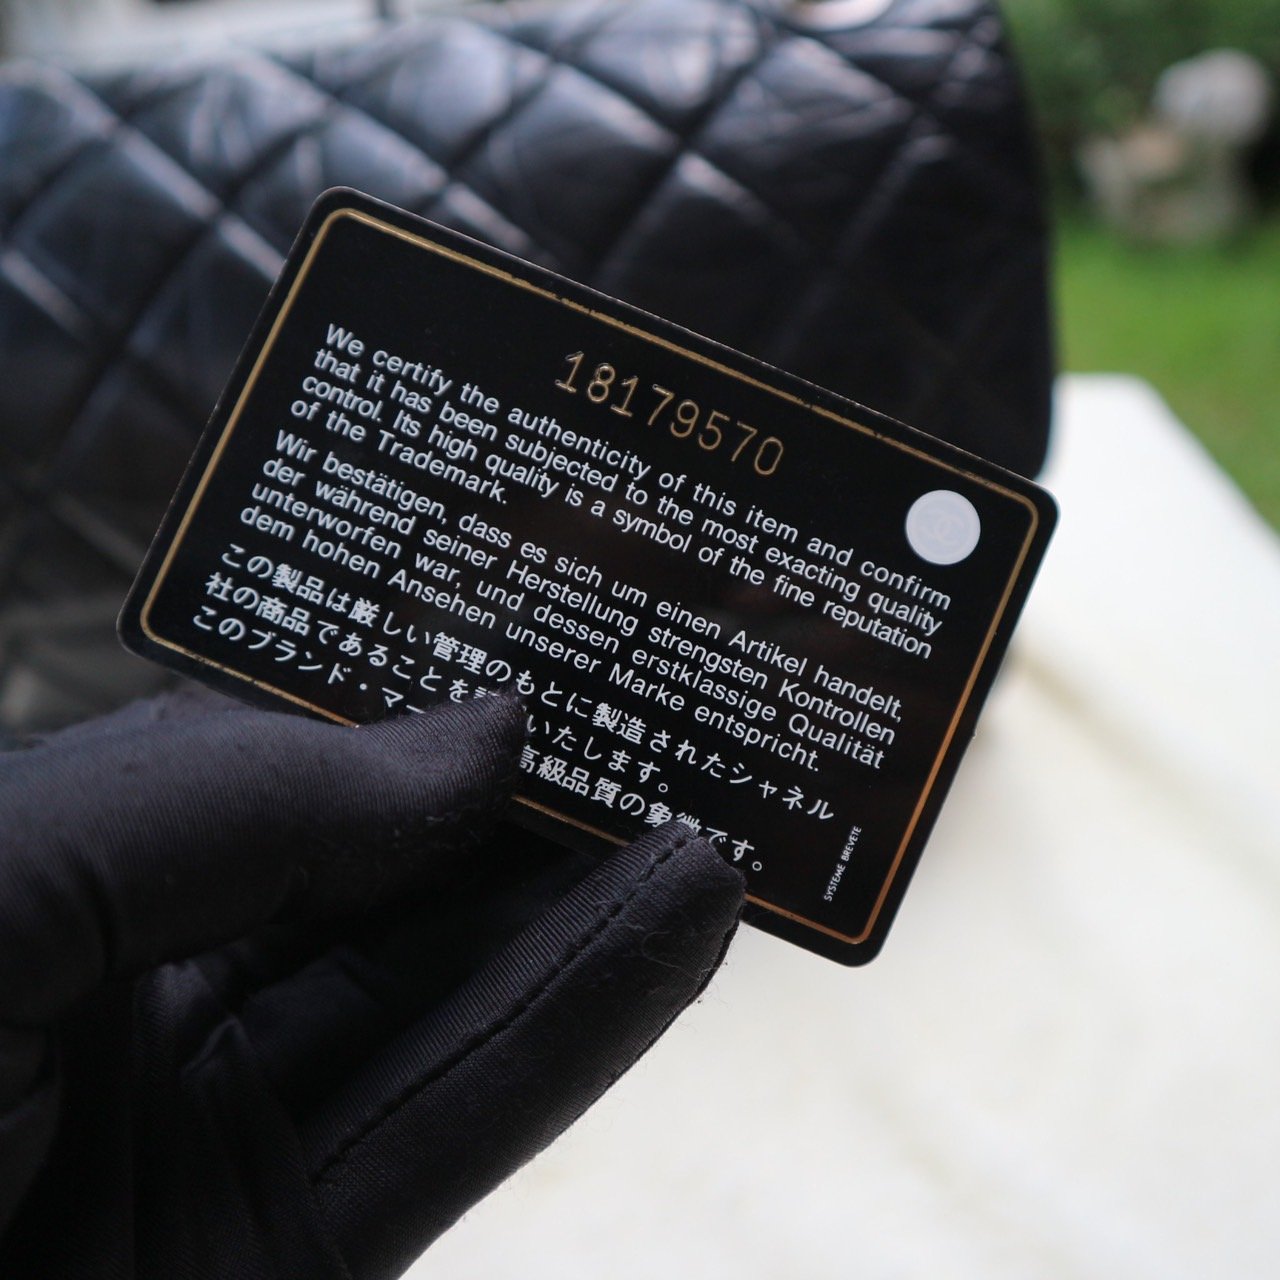 18179570
We certify the authenticity of this item and confirm
that it has been subjected to the most exacting quality
control. Its high quality is a symbol of the fine reputation
of the Trademark.
Wir bestätigen, dass es sich um einen Artikel handelt,
der während seiner Herstellung strengsten Kontrollen
unterworfen war, und dessen erstklassige Qualität
dem hohen Ansehen unserer Marke entspricht.
この製品は厳しい管理のもとに製造されたシャネル
社の商品であることを いたします。
このブランド・マー 高級品質の象徴です。
SYSTEME BREVETE